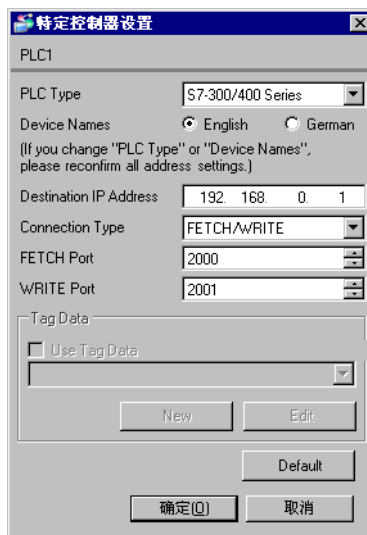 特定控制器设置
PLC1
PLC Type S7-300/400 Series
Device Names English German
(If you change "PLC Type" or "Device Names",
please reconfirm all address settings.)
Destination IP Address 192. 168. 0. 1
Connection Type FETCH/WRITE
FETCH Port 2000
WRITE Port 2001
Tag Data
Use Tag Data
New Edit
Default
确定(O) 取消